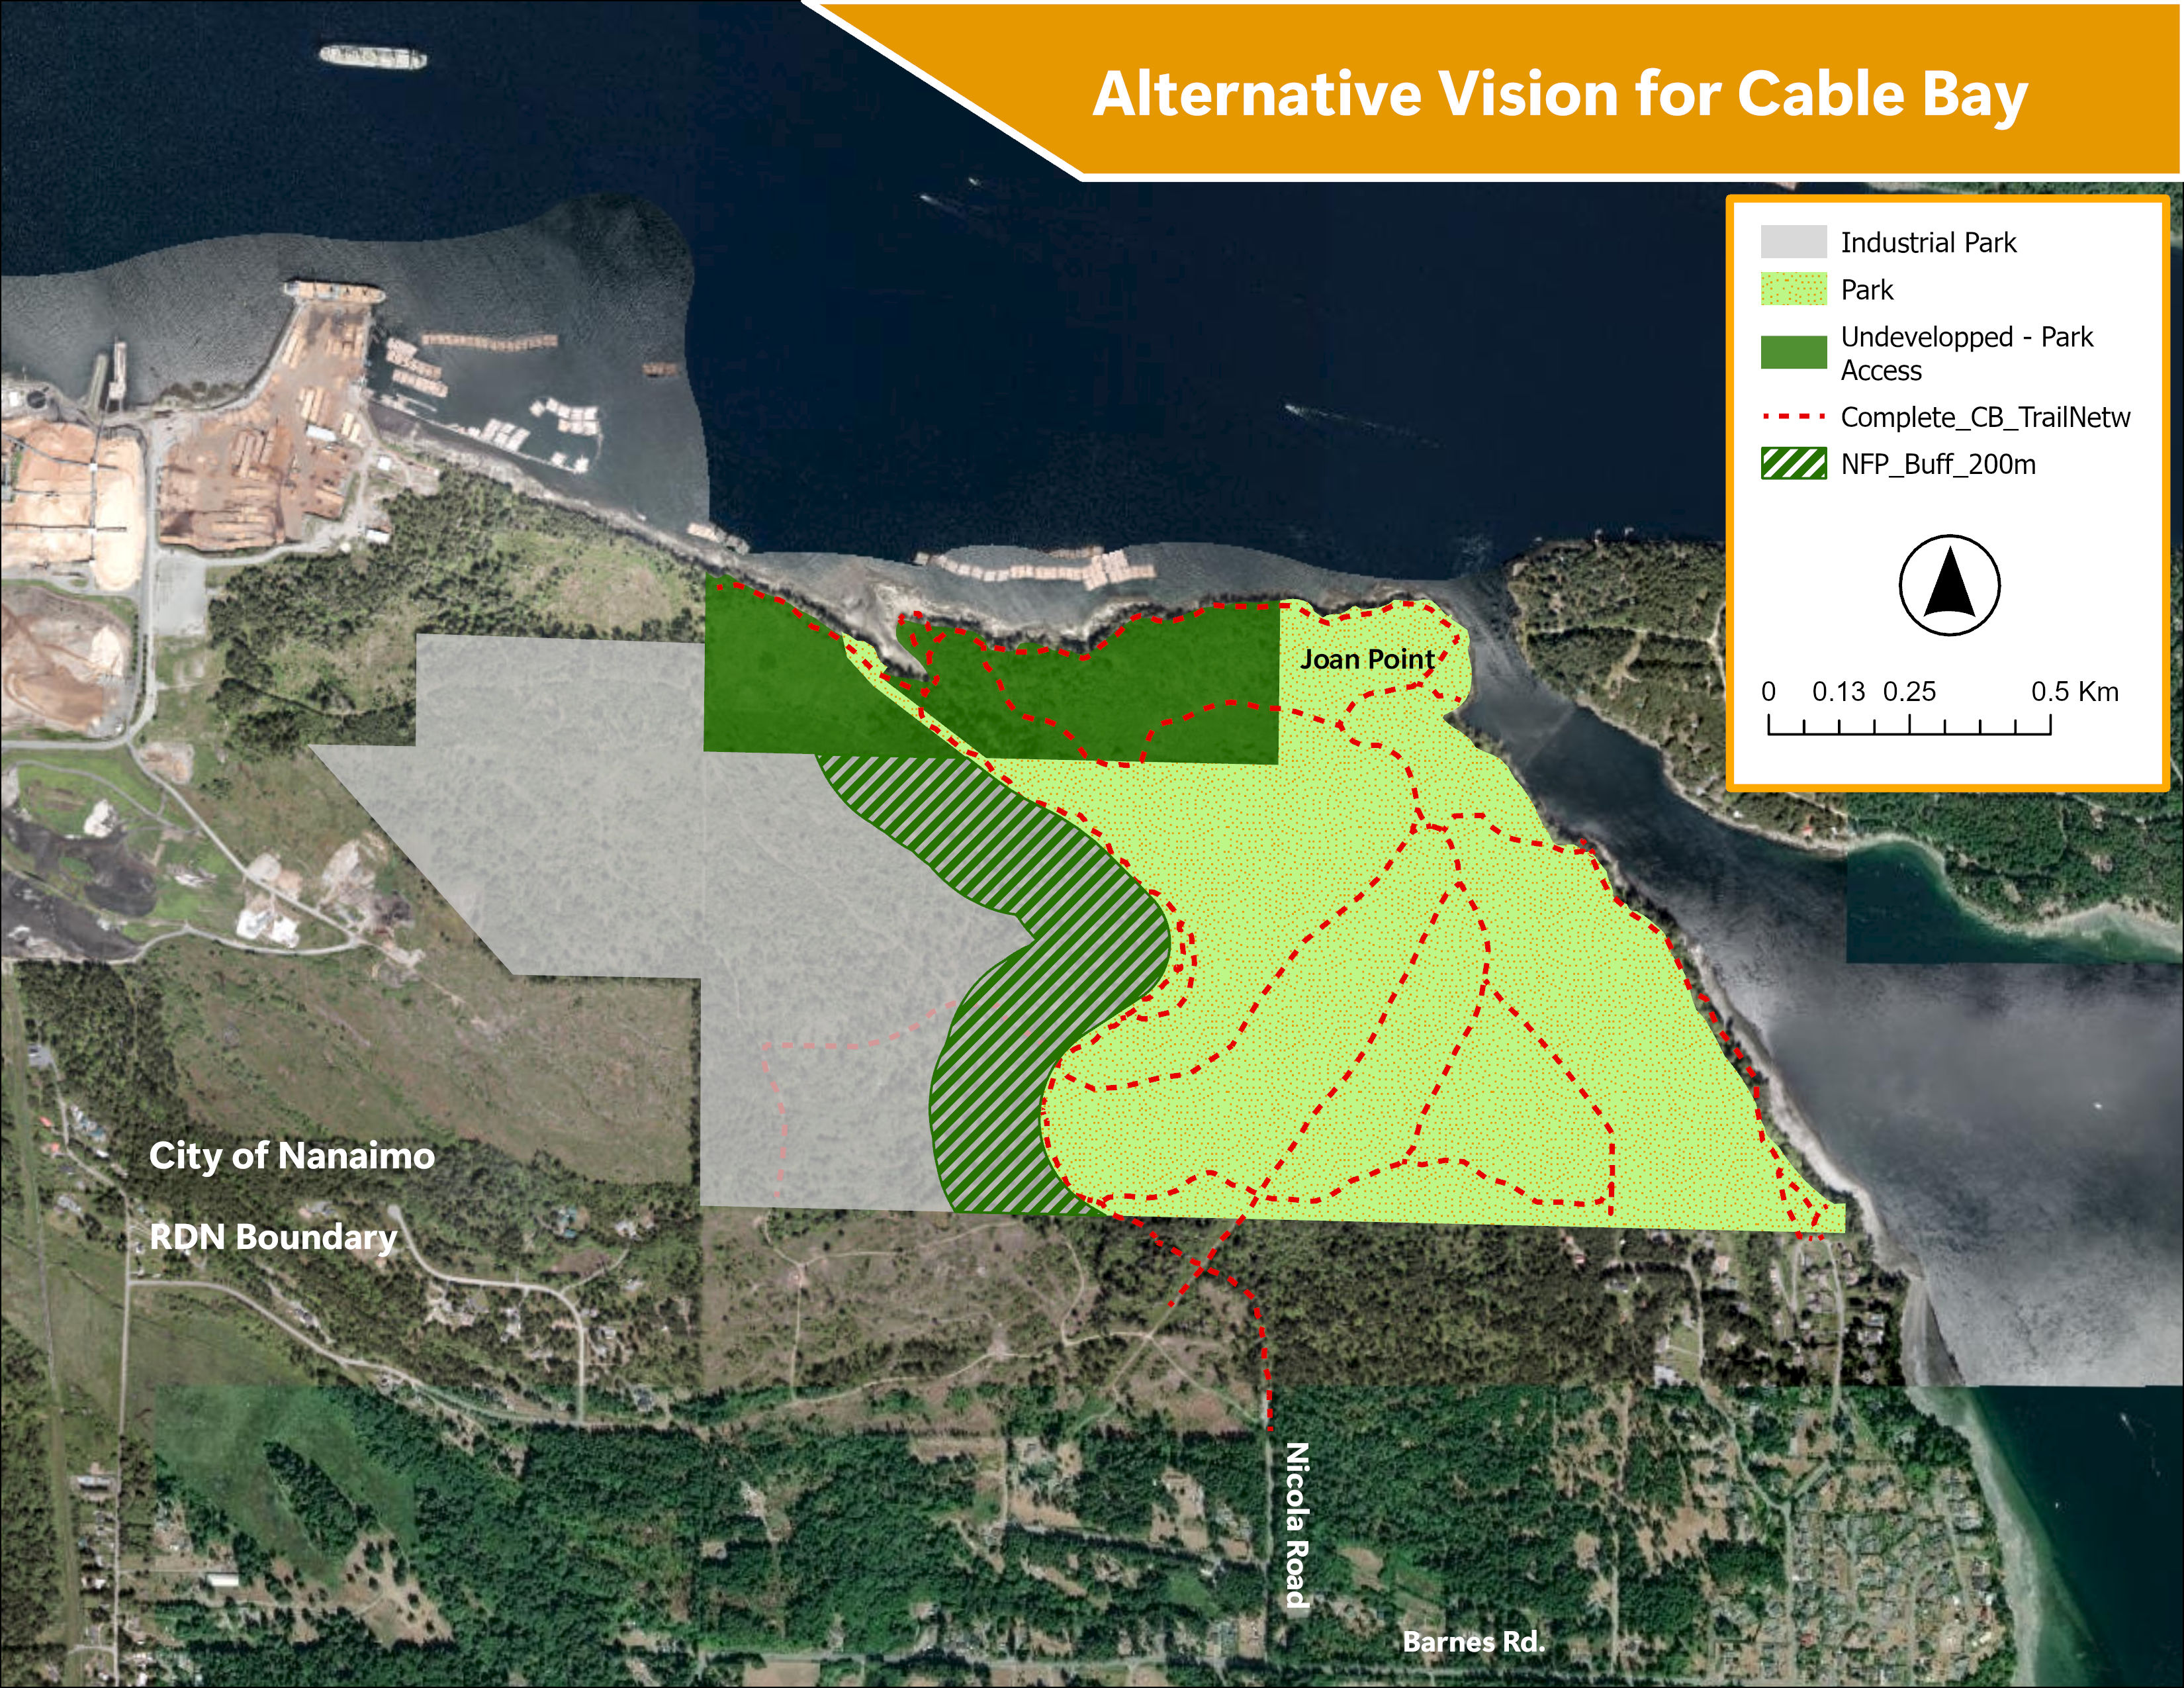 Alternative Vision for Cable Bay
Industrial Park
Park
Undevelopped - Park
Access
Complete_CB_TrailNetw
NFP_Buff_200m
0 0.13 0.25 0.5 Km
Joan Point
City of Nanaimo
RDN Boundary
Nicola Road
Barnes Rd.